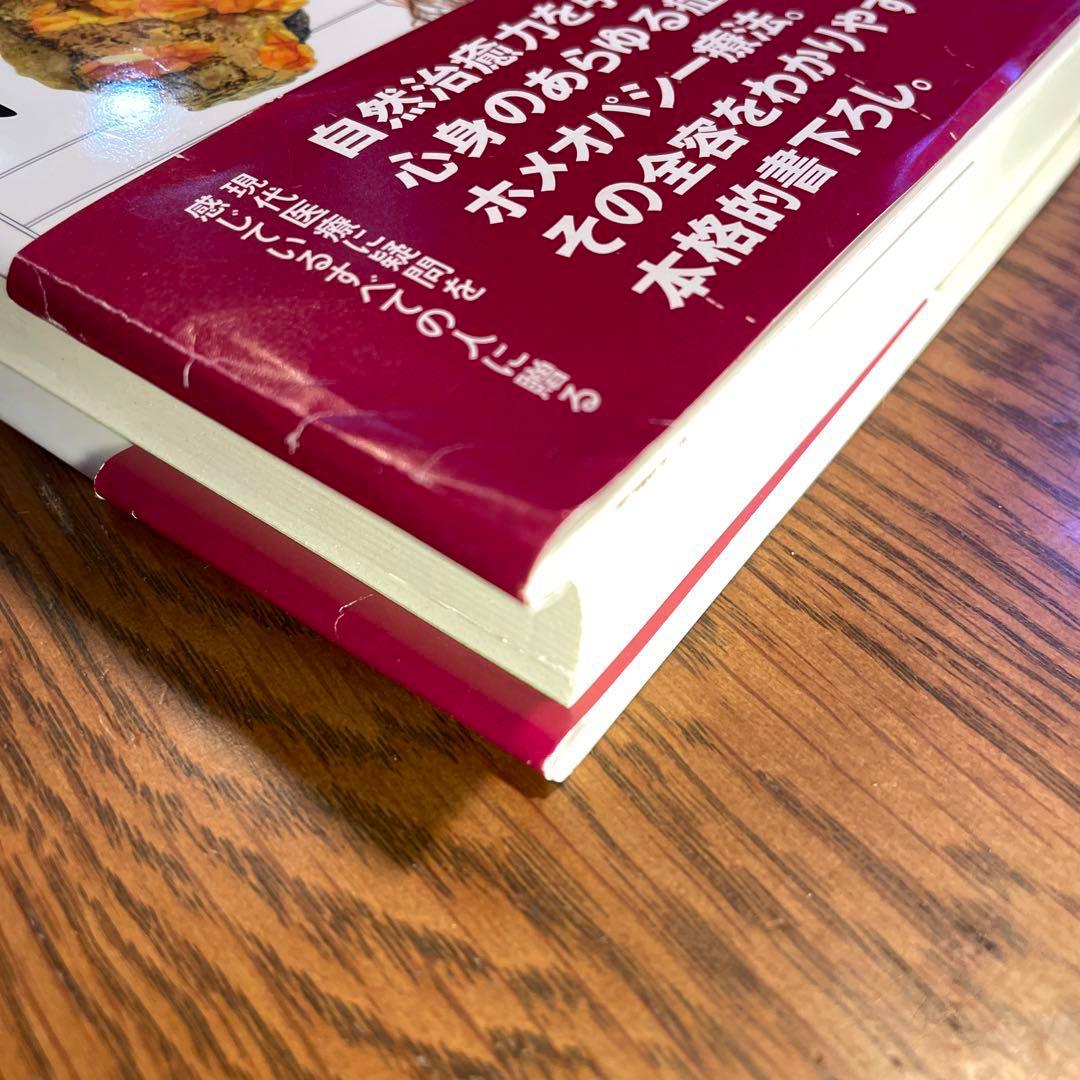 自然治癒力を
心身のあらゆる症
ホメオパシー療法。
その全容をわかりやす
本格的書下ろし。
現代医療に疑問を
感じているすべての人に贈る